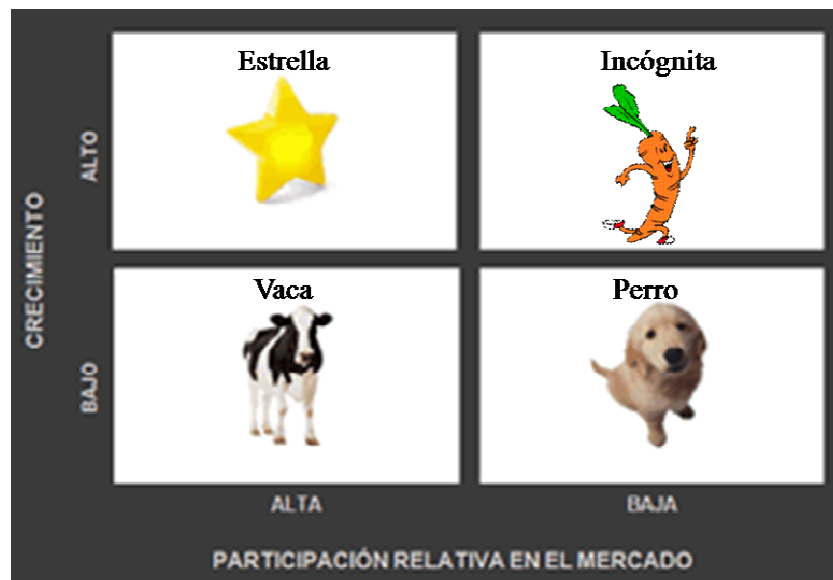 Estrella
Incógnita
ALTO
CRECIMIENTO
Vaca
Perro
BAJO
ALTA
BAJA
PARTICIPACIÓN RELATIVA EN EL MERCADO